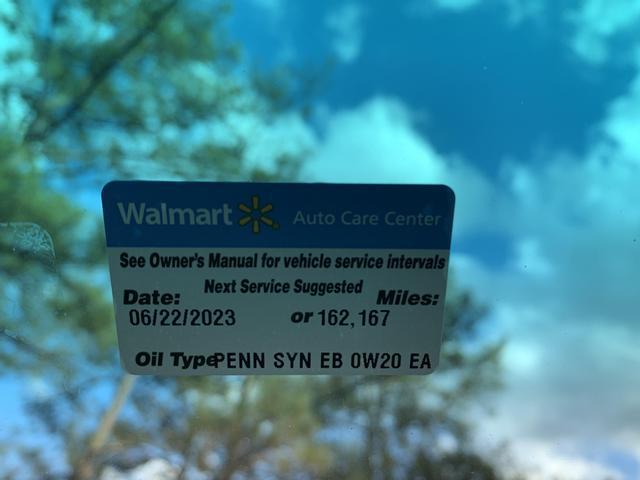 Walmart Auto Care Center
See Owner's Manual for vehicle service intervals
Next Service Suggested
Date: Miles:
06/22/2023 or 162,167
Oil Type PENN SYN EB 0W20 EA